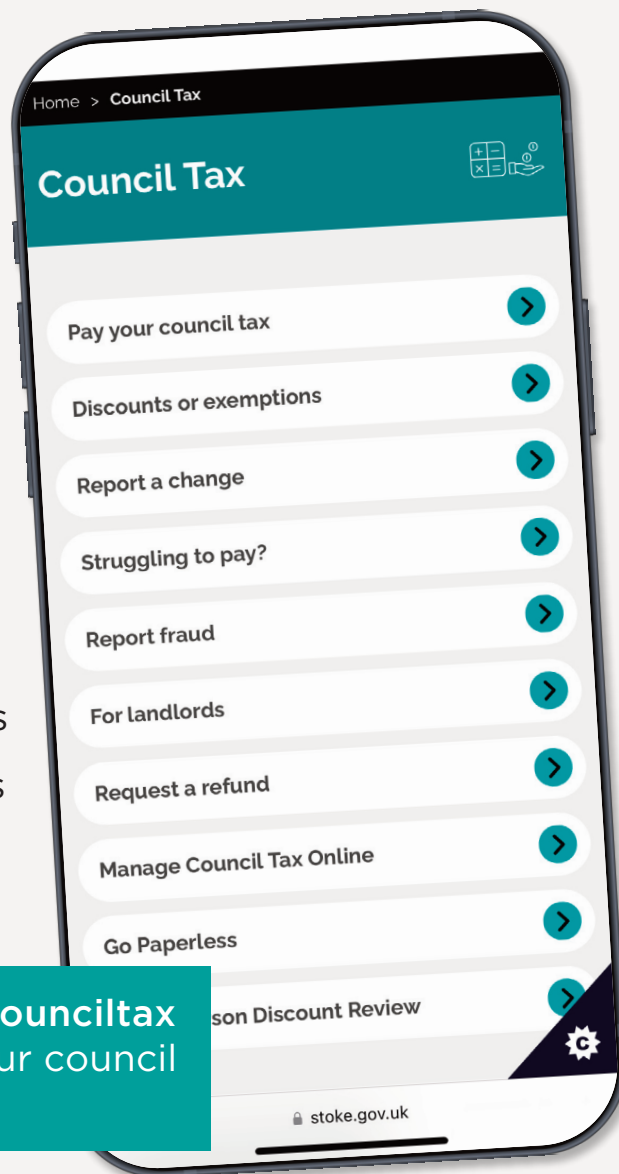 Home > Council Tax
Council Tax
Pay your council tax
Discounts or exemptions
Report a change
Struggling to pay?
Report fraud
For landlords
s
Request a refund
s
Manage Council Tax Online
Go Paperless
son Discount Review
ounciltax
ur council
stoke.gov.uk